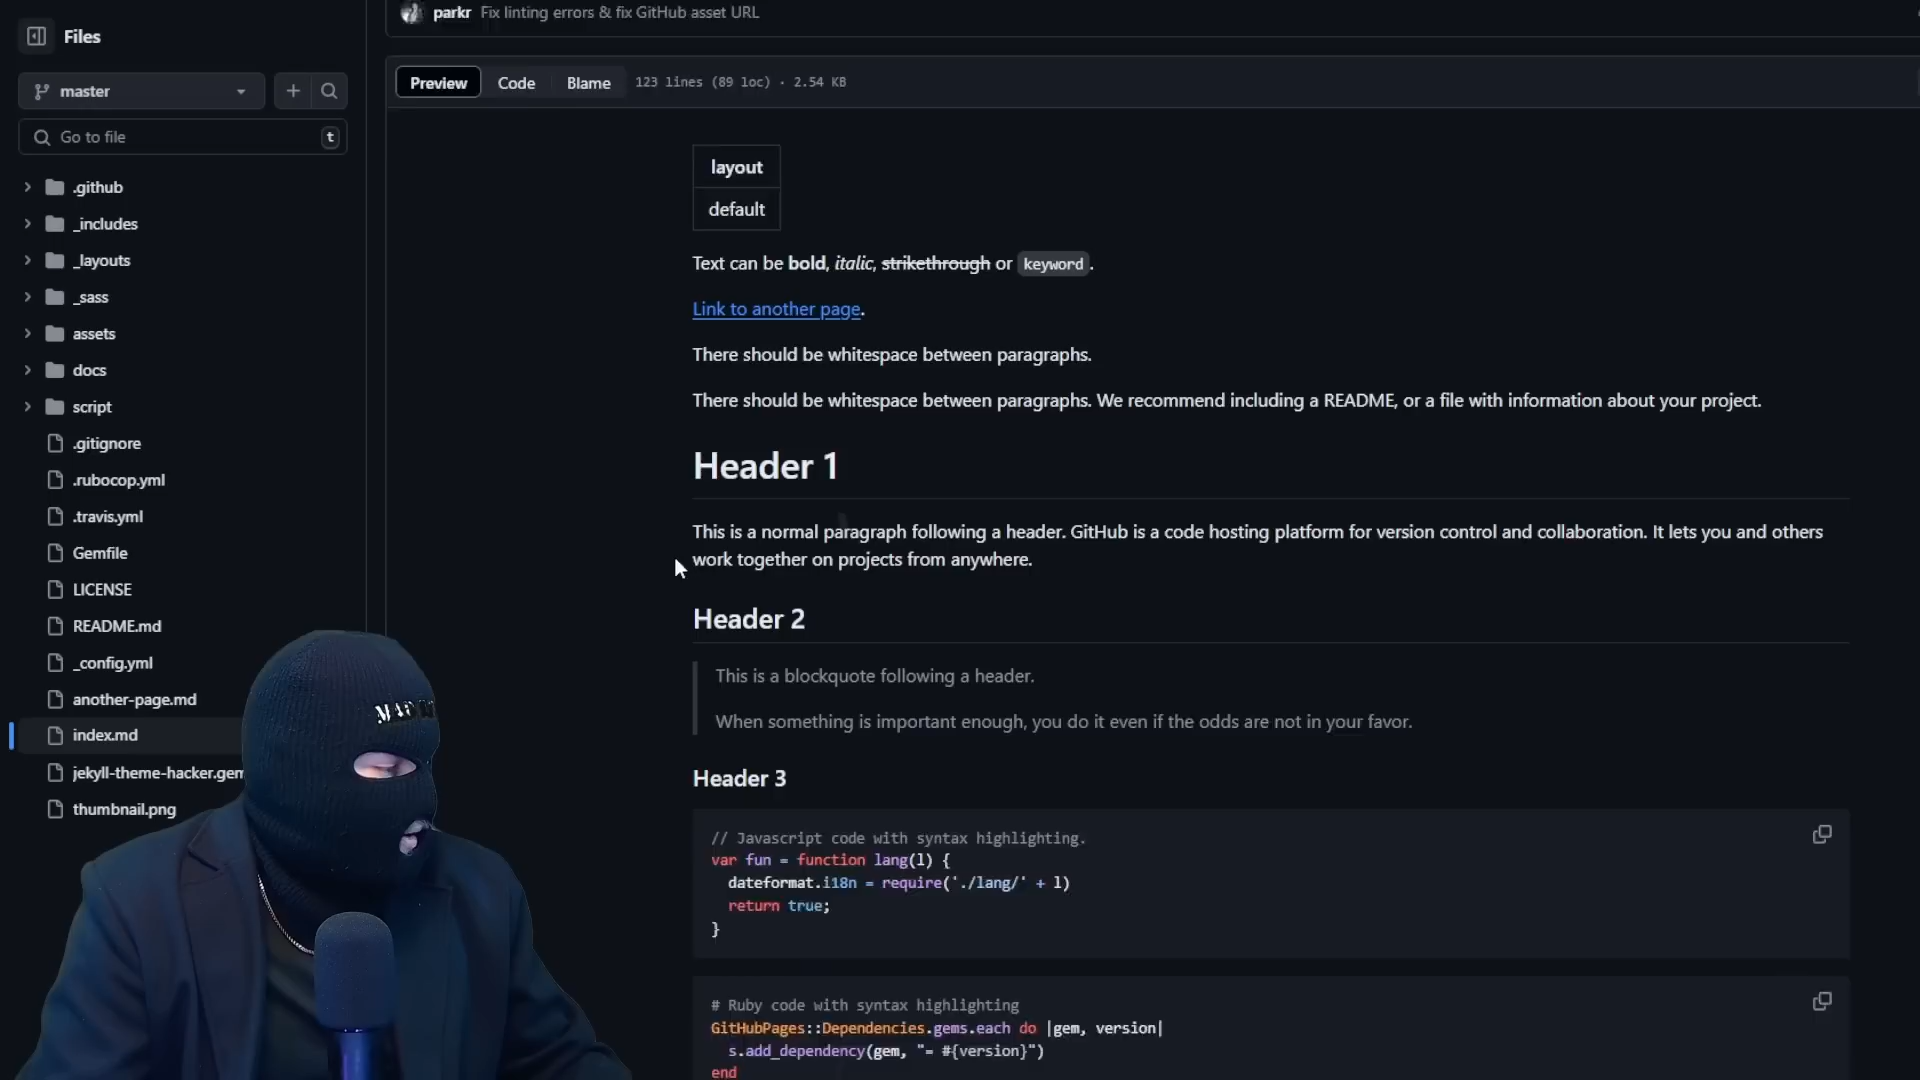 parkr Fix linting errors & fix GitHub asset URL
Files
master
Go to file
t
.github
_includes
_layouts
_sass
assets
docs
script
.gitignore
.rubocop.yml
.travis.yml
Gemfile
LICENSE
README.md
_config.yml
another-page.md
index.md
jekyll-theme-hacker.gem
thumbnail.png
Preview Code Blame 123 lines (89 loc) · 2.54 KB
layout
default
Text can be bold, italic, strikethrough or keyword.
Link to another page.
There should be whitespace between paragraphs.
There should be whitespace between paragraphs. We recommend including a README, or a file with information about your project.
Header 1
This is a normal paragraph following a header. GitHub is a code hosting platform for version control and collaboration. It lets you and others
work together on projects from anywhere.
Header 2
This is a blockquote following a header.
When something is important enough, you do it even if the odds are not in your favor.
Header 3
// Javascript code with syntax highlighting.
var fun = function lang(l) {
dateformat.i18n = require('./lang/' + l)
return true;
}
# Ruby code with syntax highlighting
GitHubPages::Dependencies.gems.each do |gem, version|
s.add_dependency(gem, "= #{version}")
end